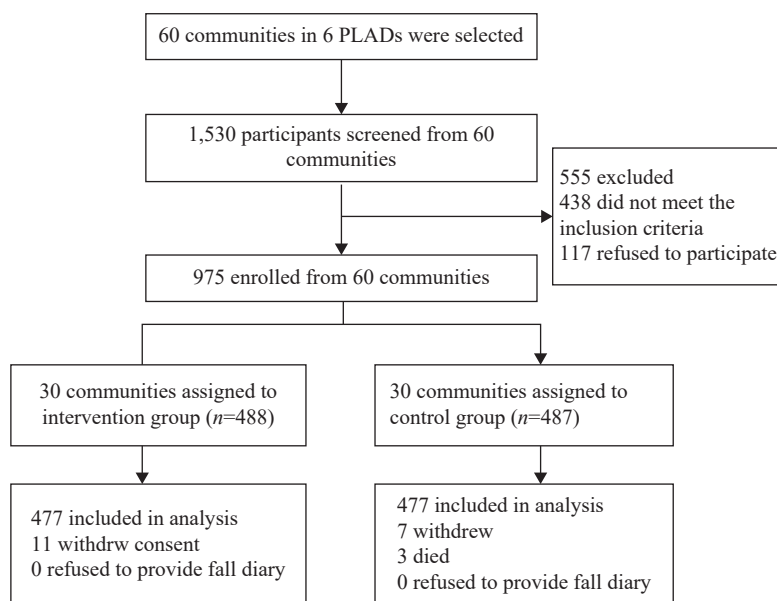 60 communities in 6 PLADs were selected
1,530 participants screened from 60
communities
555 excluded
438 did not meet the
inclusion criteria
117 refused to participate
975 enrolled from 60 communities
30 communities assigned to
intervention group (n=488)
30 communities assigned to
control group (n=487)
477 included in analysis
11 withdrw consent
0 refused to provide fall diary
477 included in analysis
7 withdrew
3 died
0 refused to provide fall diary